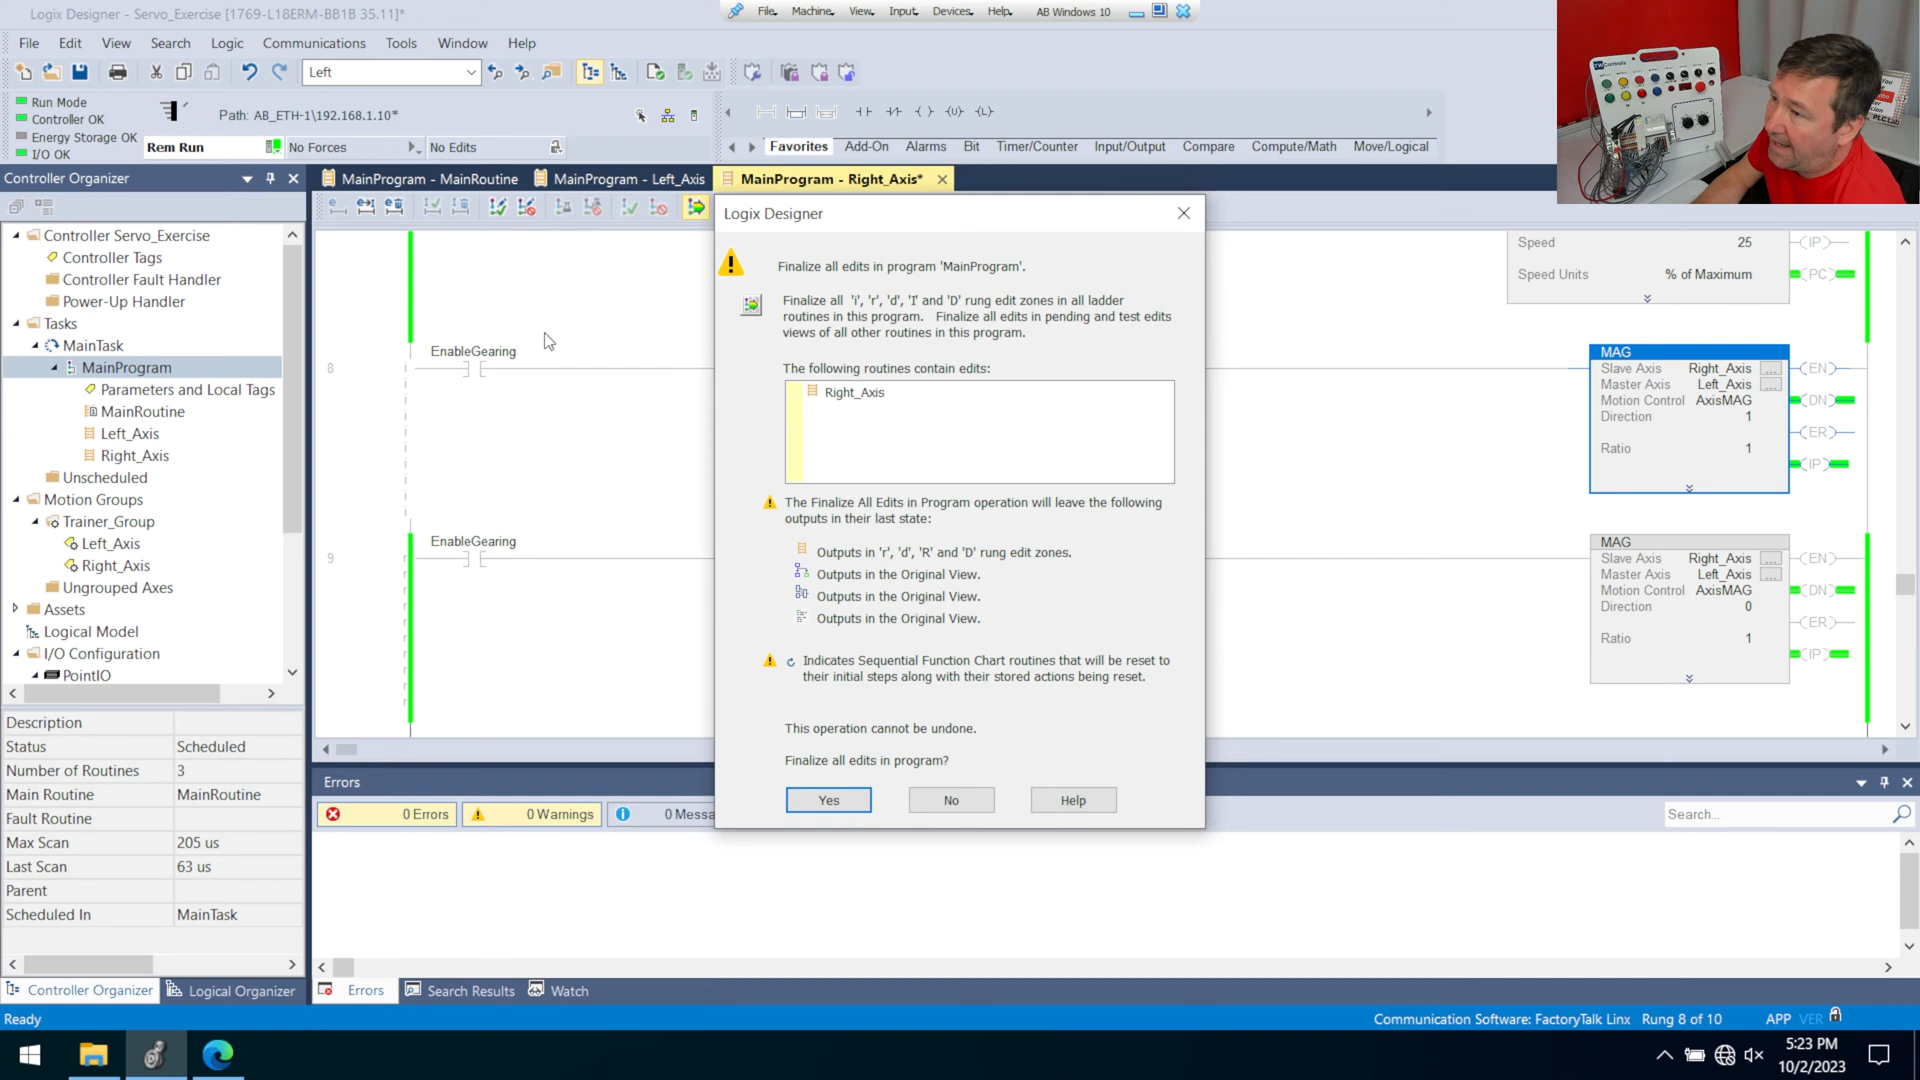 Logix Designer - Servo_Exercise [1769-L18ERM-BB1B 35.11]*
File Machine View Input Devices Help AB Windows 10
File Edit View Search Logic Communications Tools Window Help
Left
Run Mode
Controller OK
Energy Storage OK
I/O OK
Path: AB_ETH-1\192.168.1.10*
Rem Run No Forces No Edits
Favorites Add-On Alarms Bit Timer/Counter Input/Output Compare Compute/Math Move/Logical
Controller Organizer
MainProgram - MainRoutine MainProgram - Left_Axis MainProgram - Right_Axis*
Controller Servo_Exercise
Controller Tags
Controller Fault Handler
Power-Up Handler
Tasks
MainTask
MainProgram
Parameters and Local Tags
MainRoutine
Left_Axis
Right_Axis
Unscheduled
Motion Groups
Trainer_Group
Left_Axis
Right_Axis
Ungrouped Axes
Assets
Logical Model
I/O Configuration
PointIO
Description
Status Scheduled
Number of Routines 3
Main Routine MainRoutine
Fault Routine
Max Scan 205 us
Last Scan 63 us
Parent
Scheduled In MainTask
Controller Organizer Logical Organizer
8
EnableGearing
9
EnableGearing
Logix Designer
Finalize all edits in program 'MainProgram'.
Finalize all 'i', 'r', 'd', 'I' and 'D' rung edit zones in all ladder
routines in this program. Finalize all edits in pending and test edits
views of all other routines in this program.
The following routines contain edits:
Right_Axis
The Finalize All Edits in Program operation will leave the following
outputs in their last state:
Outputs in 'r', 'd', 'R' and 'D' rung edit zones.
Outputs in the Original View.
Outputs in the Original View.
Outputs in the Original View.
Indicates Sequential Function Chart routines that will be reset to
their initial steps along with their stored actions being reset.
This operation cannot be undone.
Finalize all edits in program?
Yes No Help
Speed 25 IP
Speed Units % of Maximum PC
MAG
Slave Axis Right_Axis ... EN
Master Axis Left_Axis ...
Motion Control AxisMAG DN
Direction 1
ER
Ratio 1
IP
MAG
Slave Axis Right_Axis ... EN
Master Axis Left_Axis ...
Motion Control AxisMAG DN
Direction 0
ER
Ratio 1
IP
Errors
0 Errors 0 Warnings 0 Messa
Search...
Errors Search Results Watch
Ready
Communication Software: FactoryTalk Linx Rung 8 of 10 APP VER
5:23 PM
10/2/2023